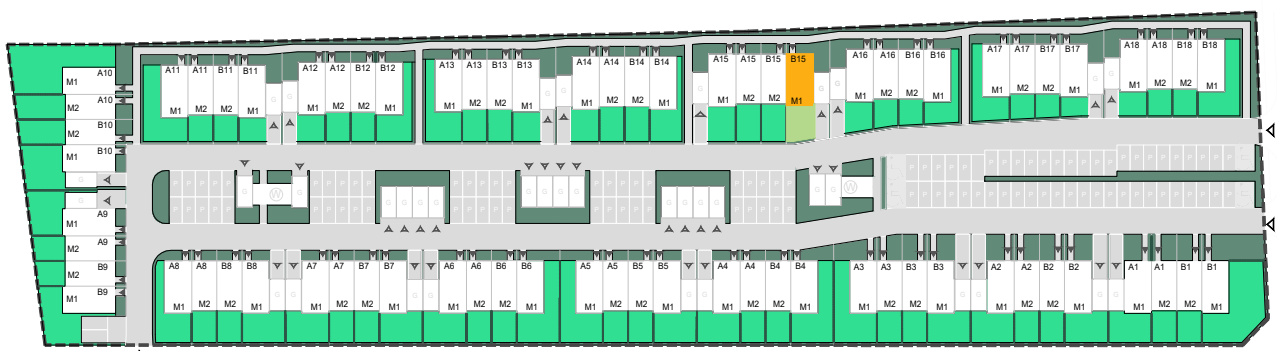 A11 A11 B11 B11
M1 M2 M2 M1
A12 A12 B12 B12
M1 M2 M2 M1
A13 A13 B13 B13
M1 M2 M2 M1
A14 A14 B14 B14
M1 M2 M2 M1
A15 A15 B15 B15
M1 M2 M2 M1
A16 A16 B16 B16
M1 M2 M2 M1
A17 A17 B17 B17
M1 M2 M2 M1
A18 A18 B18 B18
M1 M2 M2 M1
A10
M1
A10
M2
B10
M2
B10
M1
A9
M1
A9
M2
B9
M2
B9
M1
W
W
A8 A8 B8 B8
M1 M2 M2 M1
A7 A7 B7 B7
M1 M2 M2 M1
A6 A6 B6 B6
M1 M2 M2 M1
A5 A5 B5 B5
M1 M2 M2 M1
A4 A4 B4 B4
M1 M2 M2 M1
A3 A3 B3 B3
M1 M2 M2 M1
A2 A2 B2 B2
M1 M2 M2 M1
A1 A1 B1 B1
M1 M2 M2 M1